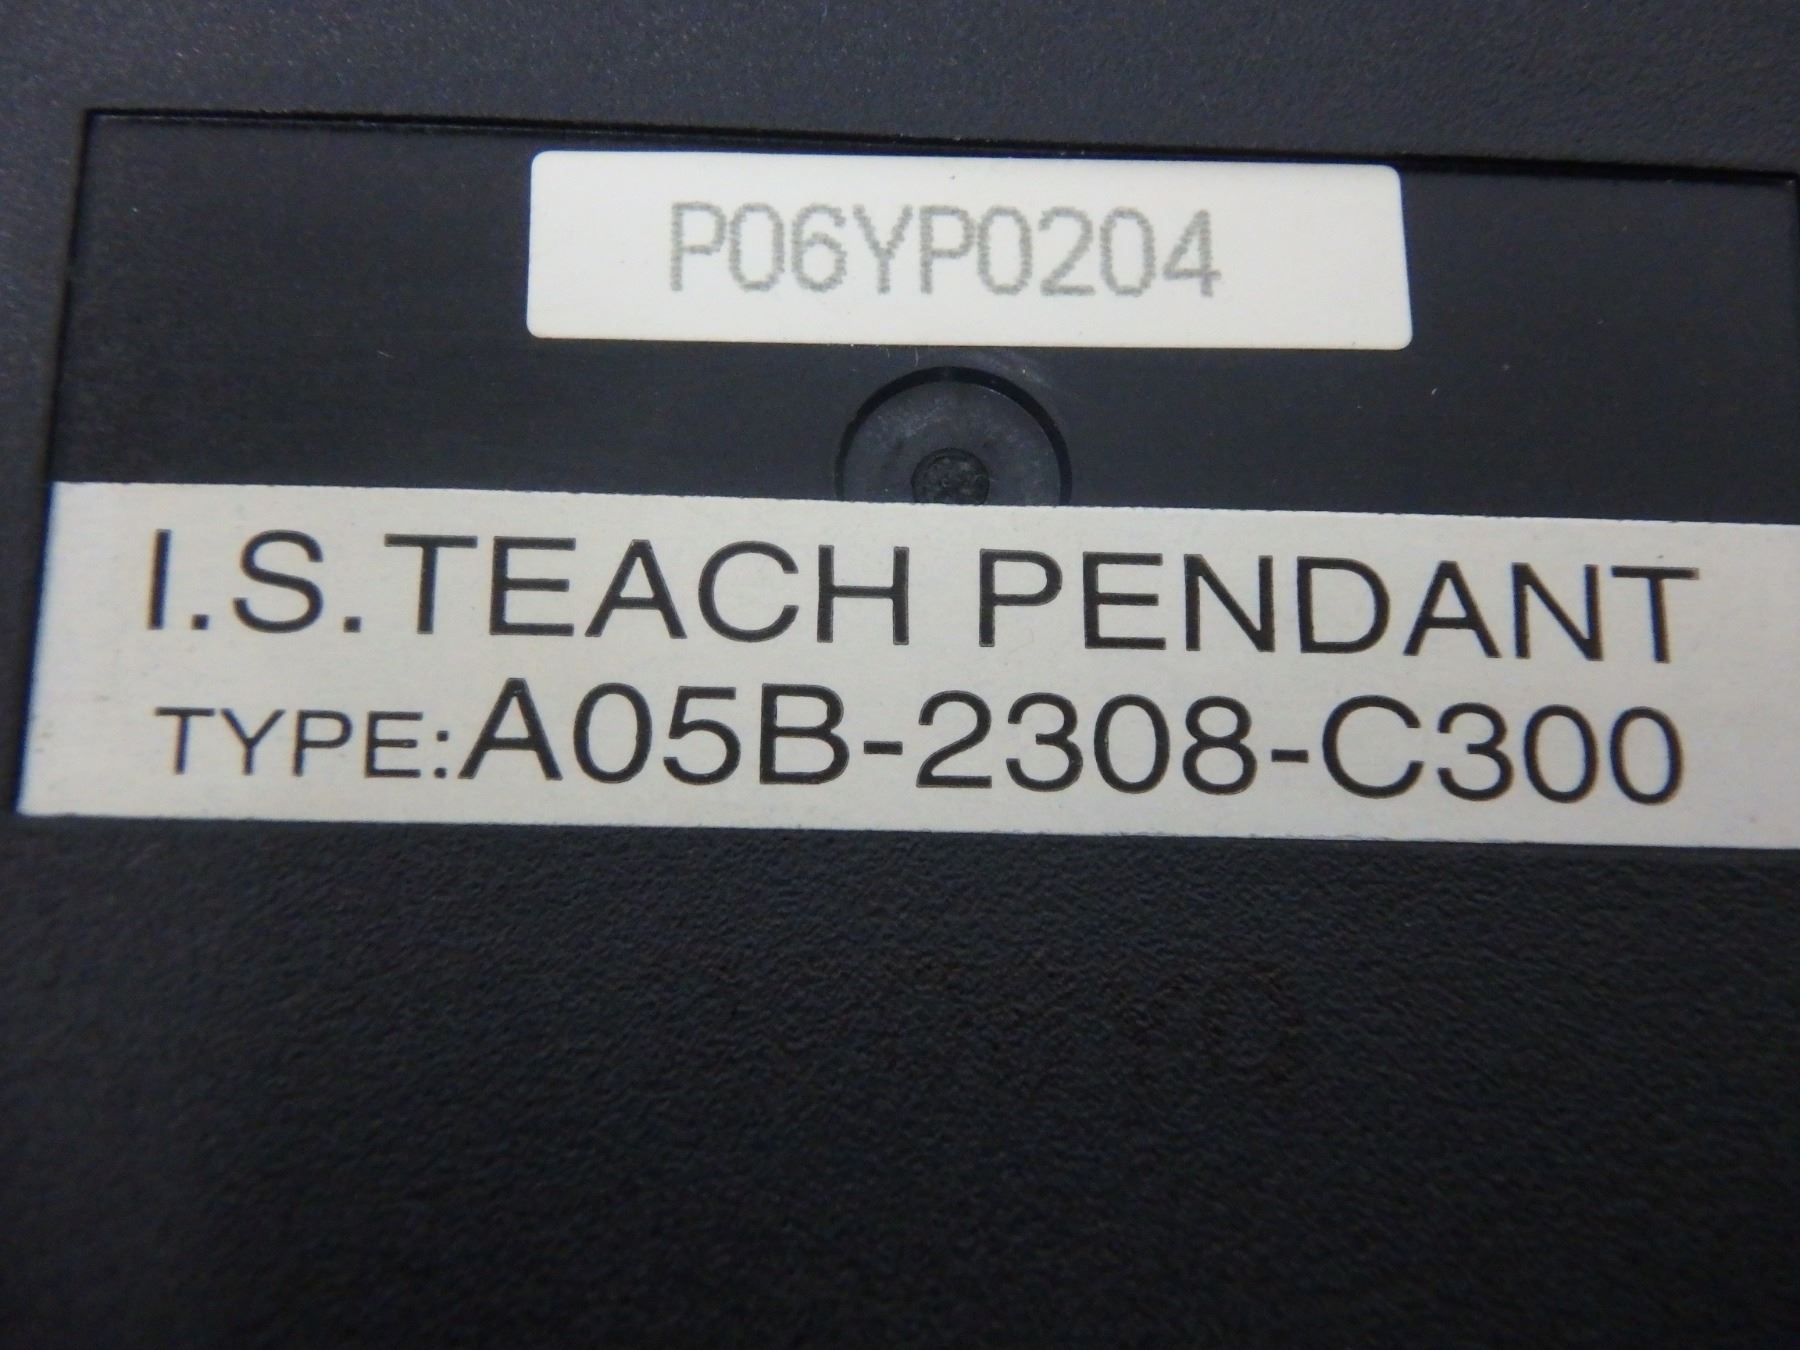 P06YP0204
I.S.TEACH PENDANT
TYPE:A05B-2308-C300